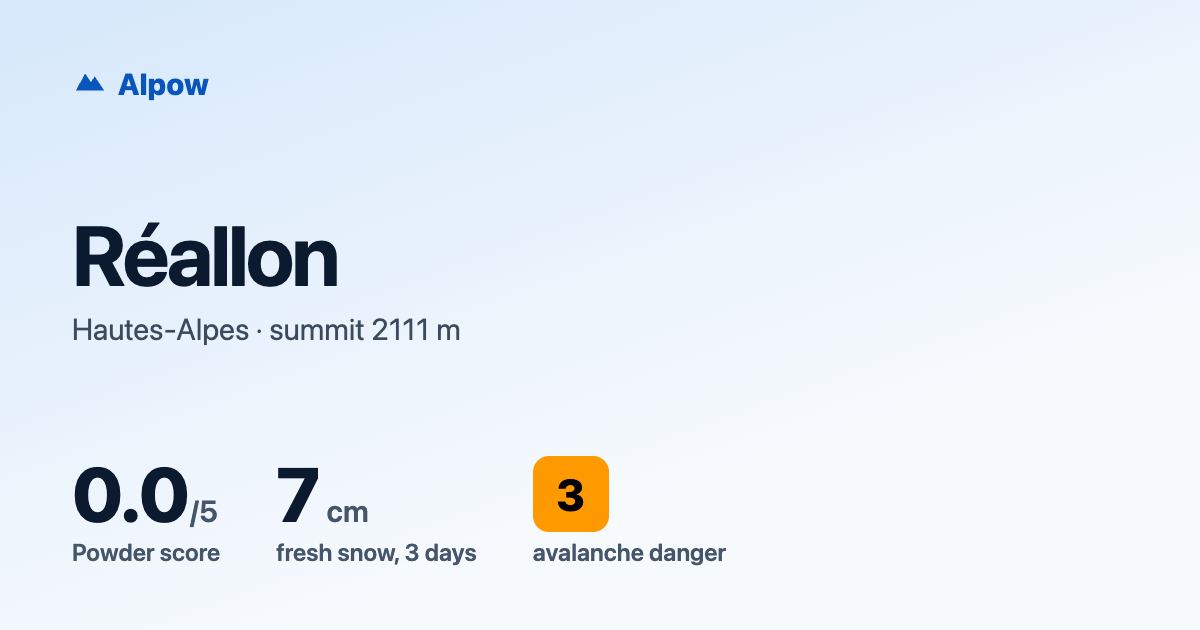 Alpow
Réallon
Hautes-Alpes · summit 2111 m
0.0/5
Powder score
7 cm
fresh snow, 3 days
3
avalanche danger